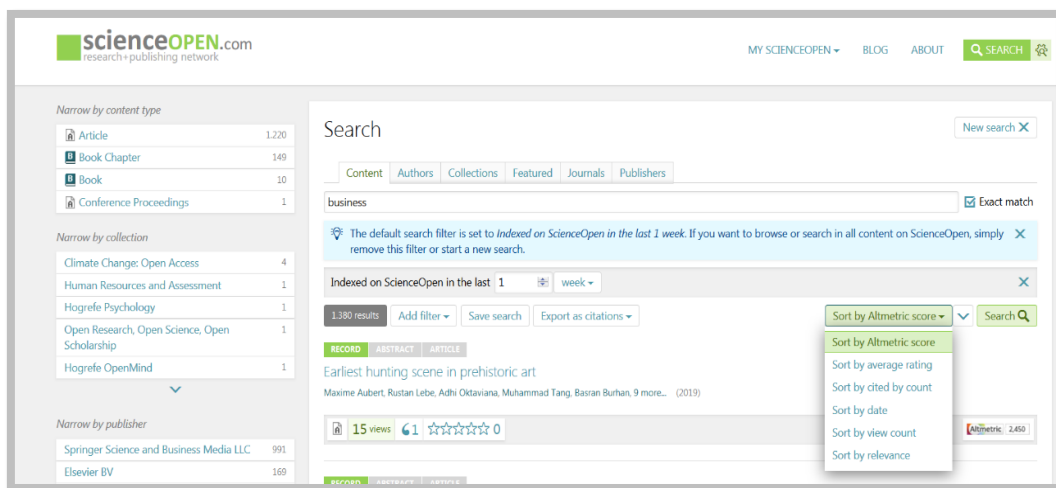 scienceOPEN.com
research+publishing network
MY SCIENCEOPEN
BLOG
ABOUT
SEARCH
Narrow by content type
Article 1.220
Book Chapter 149
Book 10
Conference Proceedings 1
Narrow by collection
Climate Change: Open Access 4
Human Resources and Assessment 1
Hogrefe Psychology 1
Open Research, Open Science, Open 1
Scholarship
Hogrefe OpenMind 1
Narrow by publisher
Springer Science and Business Media LLC 991
Elsevier BV 169
Search
New search X
Content Authors Collections Featured Journals Publishers
business
Exact match
The default search filter is set to Indexed on ScienceOpen in the last 1 week. If you want to browse or search in all content on ScienceOpen, simply
remove this filter or start a new search.
Indexed on ScienceOpen in the last 1 week
1.380 results Add filter Save search Export as citations Sort by Altmetric score Search
Sort by Altmetric score
Sort by average rating
Sort by cited by count
Sort by date
Sort by view count
Sort by relevance
RECORD ABSTRACT ARTICLE
Earliest hunting scene in prehistoric art
Maxime Aubert, Rustan Lebe, Adhi Oktaviana, Muhammad Tang, Basran Burhan, 9 more... (2019)
15 views 1 0
Altmetric 2,450
RECORD ABSTRACT ARTICLE